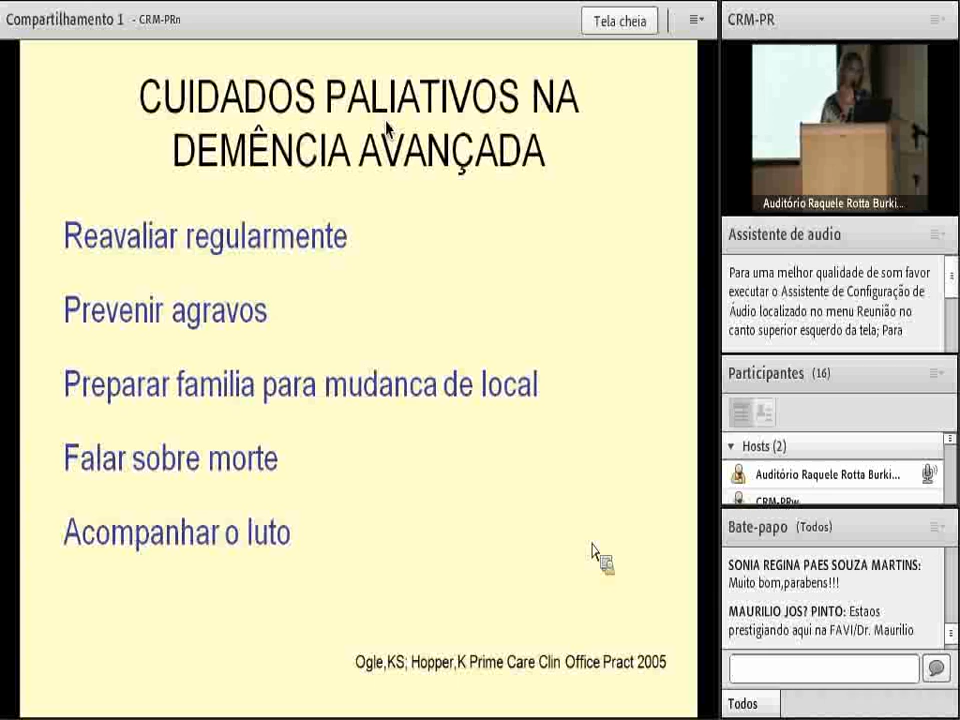 Compartilhamento 1 - CRM-PRn
Tela cheia
CUIDADOS PALIATIVOS NA
DEMÊNCIA AVANÇADA
Reavaliar regularmente
Prevenir agravos
Preparar familia para mudanca de local
Falar sobre morte
Acompanhar o luto
Ogle,KS; Hopper,K Prime Care Clin Office Pract 2005
CRM-PR
Auditório Raquele Rotta Burki...
Assistente de audio
Para uma melhor qualidade de som favor
executar o Assistente de Configuração de
Áudio localizado no menu Reunião no
canto superior esquerdo da tela; Para
Participantes (16)
Hosts (2)
Auditório Raquele Rotta Burki...
CRM-PRw
Bate-papo (Todos)
SONIA REGINA PAES SOUZA MARTINS:
Muito bom,parabens!!!
MAURILIO JOS? PINTO: Estaos
prestigiando aqui na FAVI/Dr. Maurilio
Todos